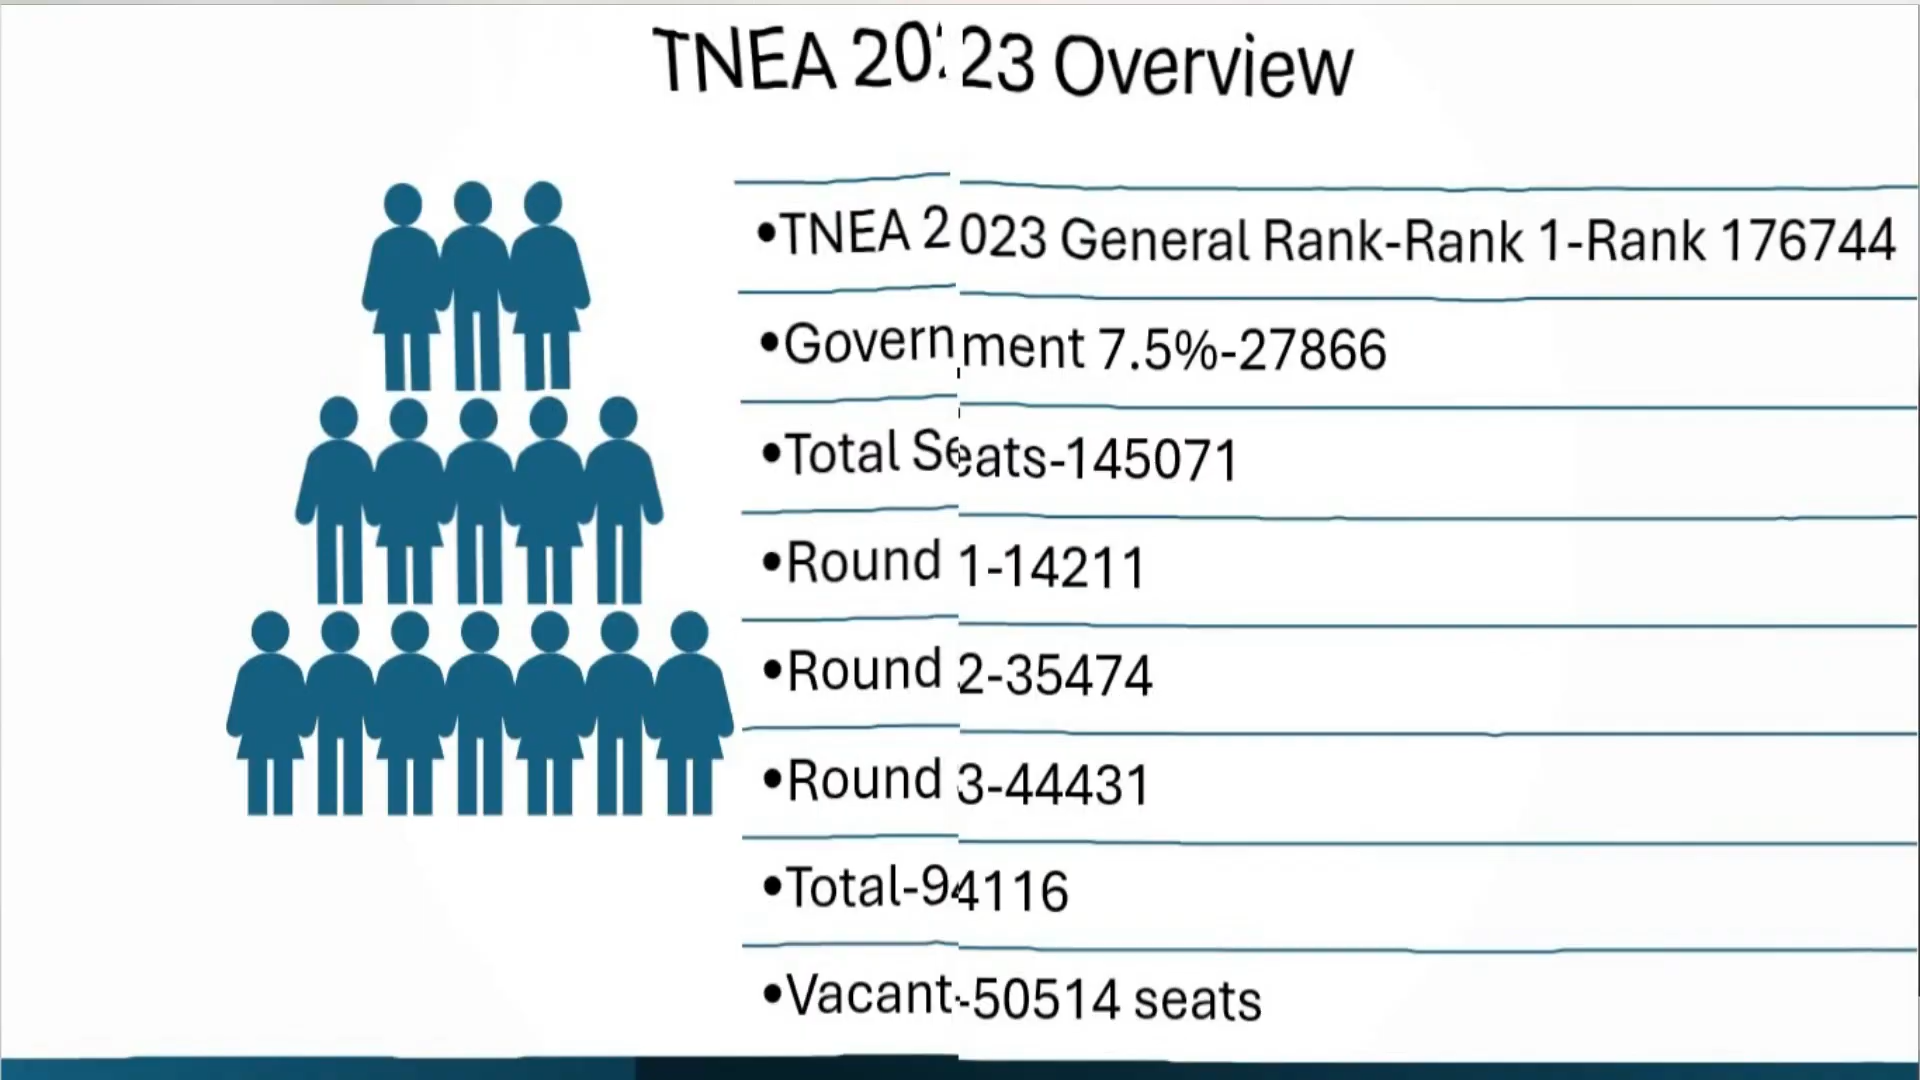 TNEA 2023 Overview
•TNEA 2023 General Rank-Rank 1-Rank 176744
•Government 7.5%-27866
•Total Seats-145071
•Round 1-14211
•Round 2-35474
•Round 3-44431
•Total-94116
•Vacant-50514 seats